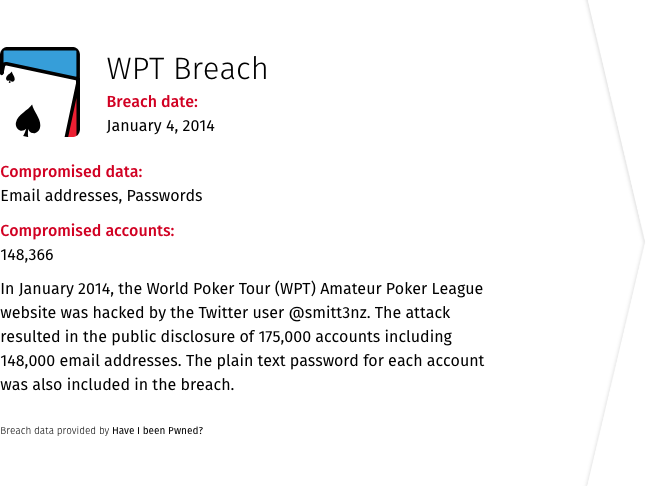 WPT Breach
Breach date:
January 4, 2014
Compromised data:
Email addresses, Passwords
Compromised accounts:
148,366
In January 2014, the World Poker Tour (WPT) Amateur Poker League
website was hacked by the Twitter user @smitt3nz. The attack
resulted in the public disclosure of 175,000 accounts including
148,000 email addresses. The plain text password for each account
was also included in the breach.
Breach data provided by Have I been Pwned?